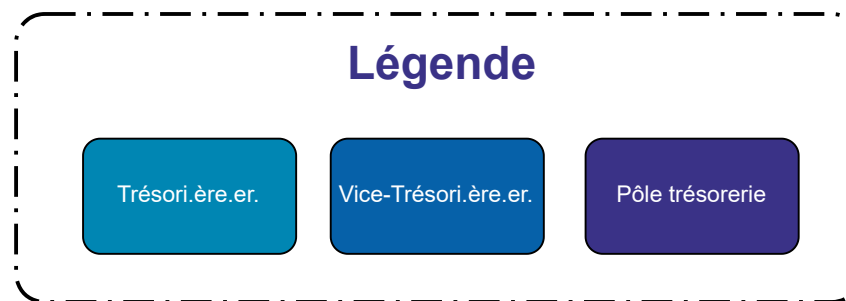 Légende
Trésori.ère.er.
Vice-Trésori.ère.er.
Pôle trésorerie